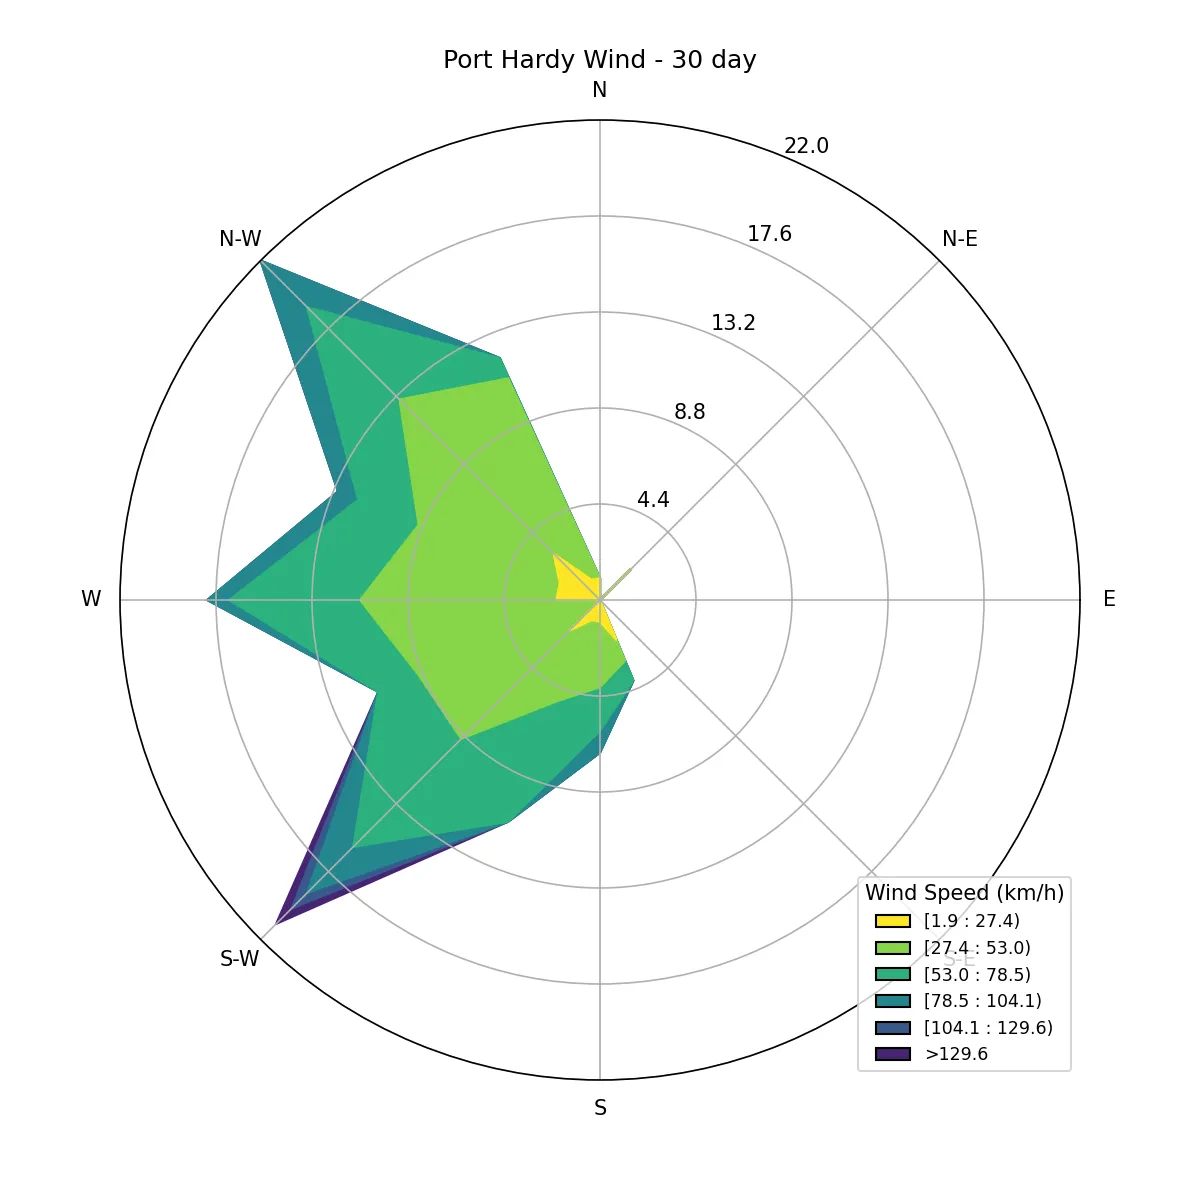 Port Hardy Wind - 30 day
N
22.0
17.6
N-W
N-E
13.2
8.8
4.4
W
E
Wind Speed (km/h)
[1.9 : 27.4)
[27.4 : 53.0)
S-W
S-E
[53.0 : 78.5)
[78.5 : 104.1)
[104.1 : 129.6)
>129.6
S